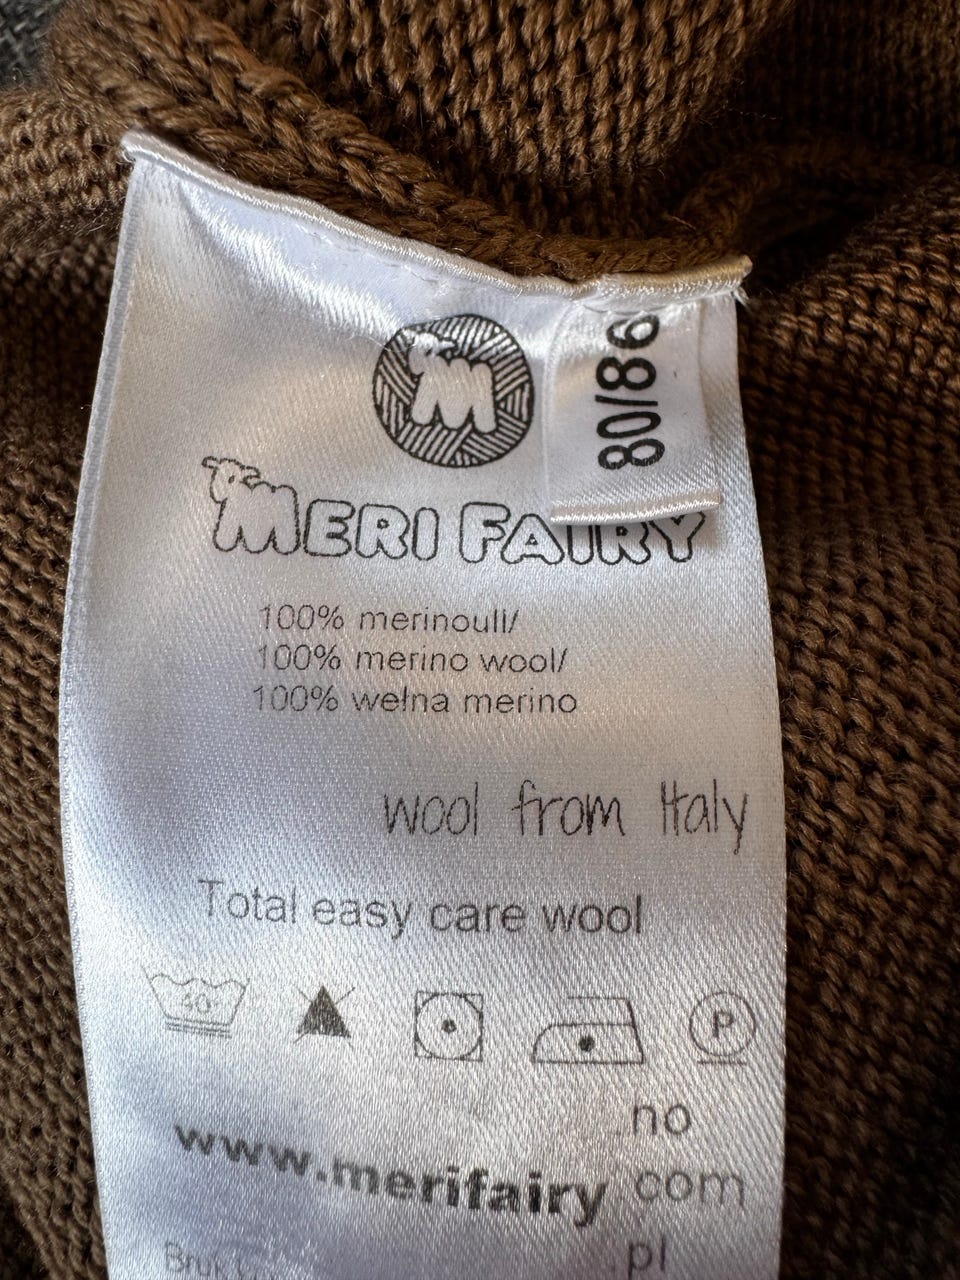 M
80/86
MERI FAIRY
100% merinoull/
100% merino wool/
100% wełna merino
wool from Italy
Total easy care wool
40°
P
.no
www.merifairy .com
.pl